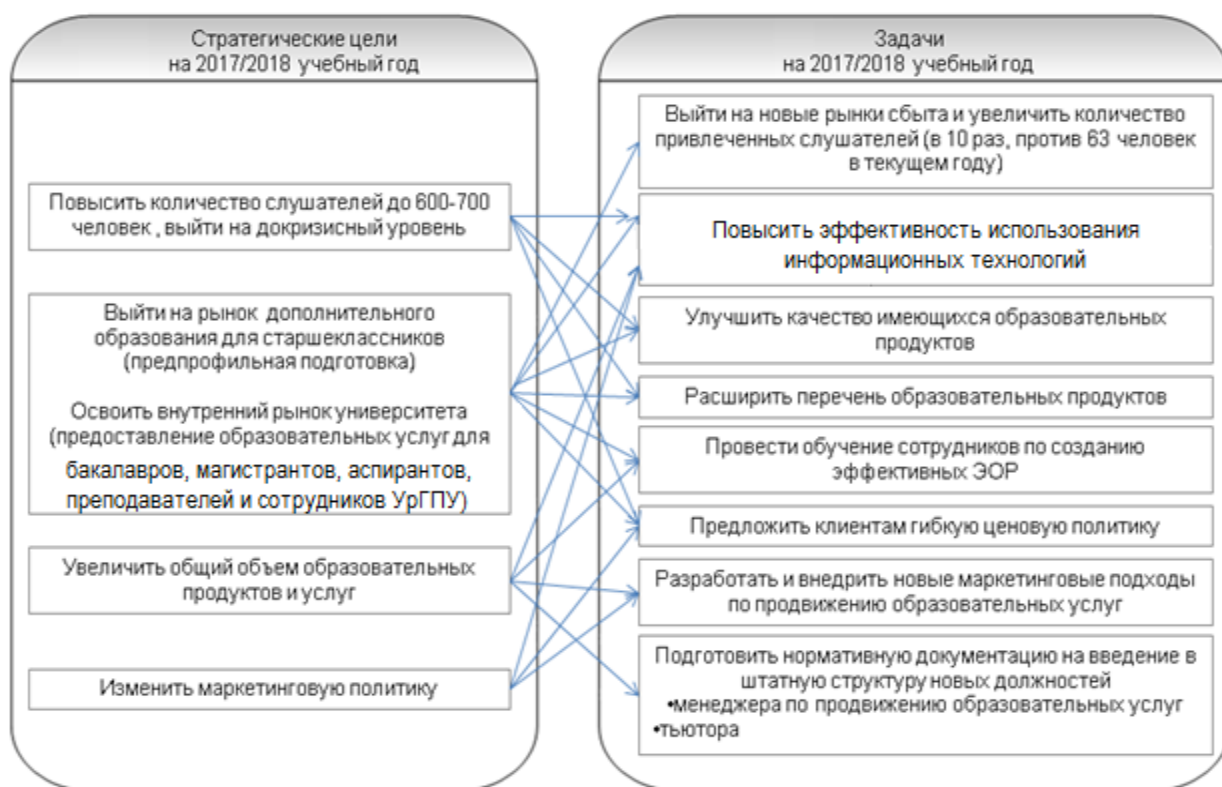 Стратегические цели
на 2017/2018 учебный год
Повысить количество слушателей до 600-700
человек , выйти на докризисный уровень
Выйти на рынок дополнительного
образования для старшеклассников
(предпрофильная подготовка)
Освоить внутренний рынок университета
(предоставление образовательных услуг для
бакалавров, магистрантов, аспирантов,
преподавателей и сотрудников УрГПУ)
Увеличить общий объем образовательных
продуктов и услуг
Изменить маркетинговую политику
Задачи
на 2017/2018 учебный год
Выйти на новые рынки сбыта и увеличить количество
привлеченных слушателей (в 10 раз, против 63 человек
в текущем году)
Повысить эффективность использования
информационных технологий
Улучшить качество имеющихся образовательных
продуктов
Расширить перечень образовательных продуктов
Провести обучение сотрудников по созданию
эффективных ЭОР
Предложить клиентам гибкую ценовую политику
Разработать и внедрить новые маркетинговые подходы
по продвижению образовательных услуг
Подготовить нормативную документацию на введение в
штатную структуру новых должностей
•менеджера по продвижению образовательных услуг
•тьютора